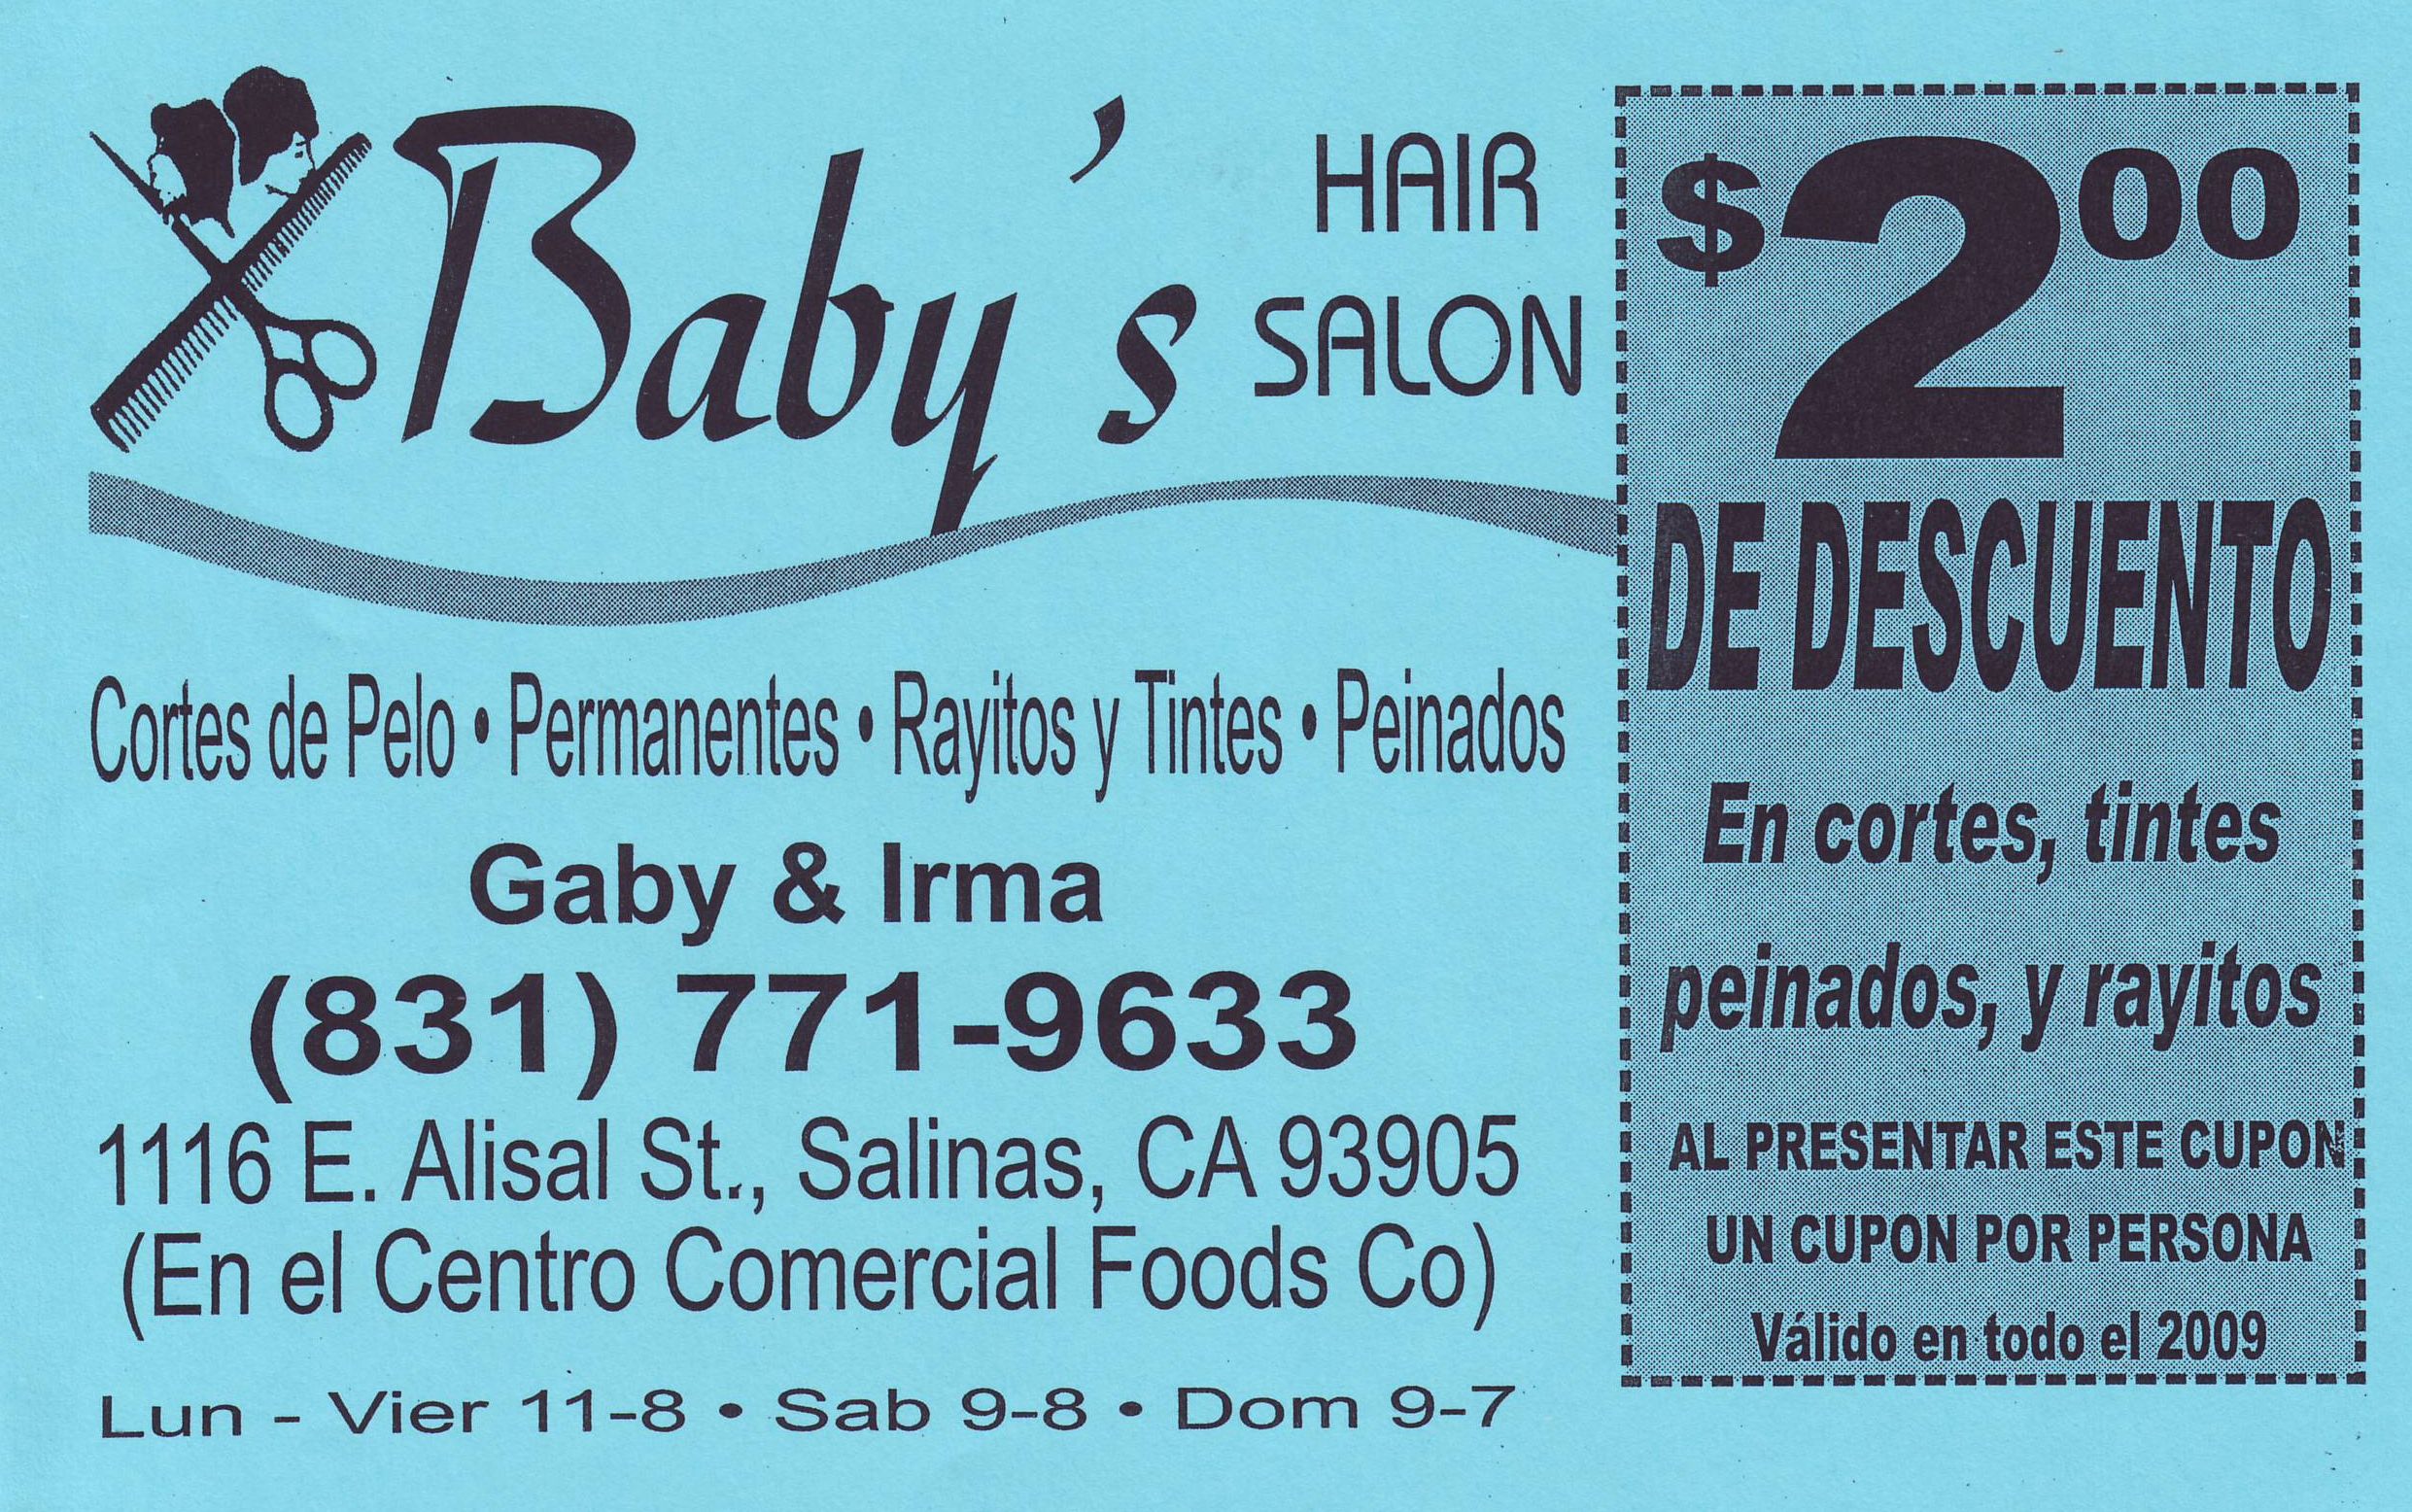 Baby's HAIR SALON
Cortes de Pelo • Permanentes • Rayitos y Tintes • Peinados
Gaby & Irma
(831) 771-9633
1116 E. Alisal St., Salinas, CA 93905
(En el Centro Comercial Foods Co)
Lun - Vier 11-8 • Sab 9-8 • Dom 9-7
$2.00
DE DESCUENTO
En cortes, tintes
peinados, y rayitos
AL PRESENTAR ESTE CUPON
UN CUPON POR PERSONA
Válido en todo el 2009